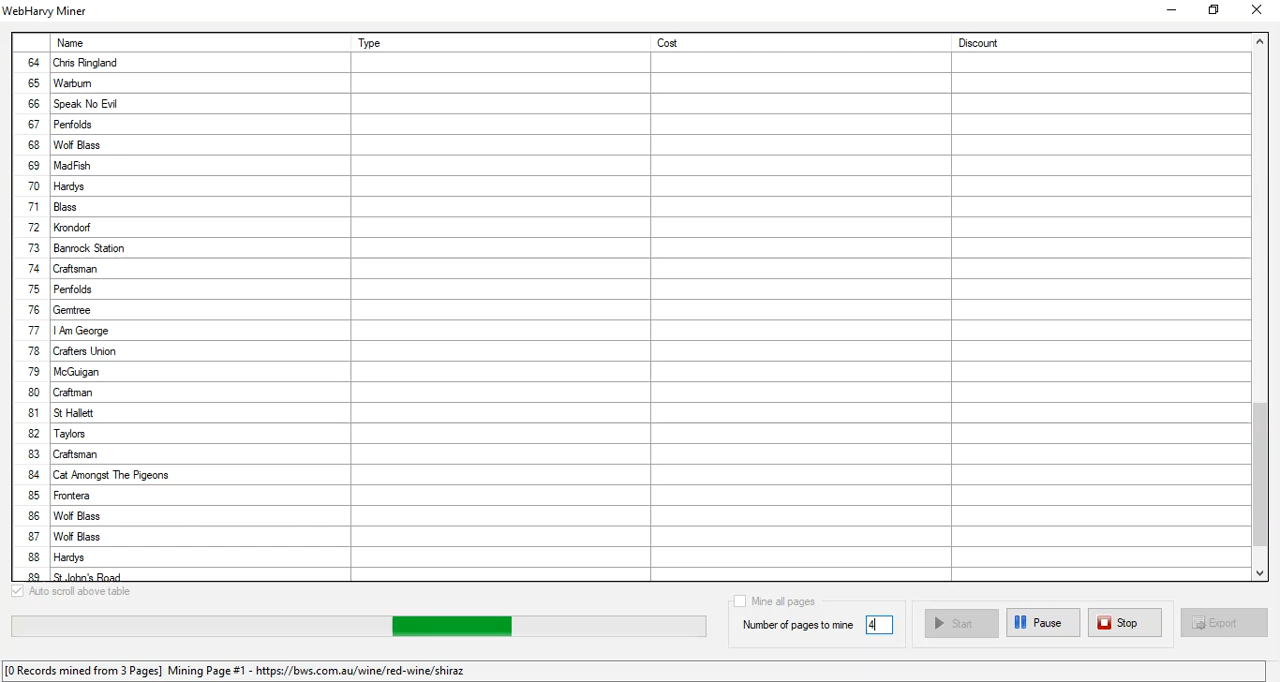 WebHarvy Miner
Name Type Cost Discount
64 Chris Ringland
65 Warburn
66 Speak No Evil
67 Penfolds
68 Wolf Blass
69 MadFish
70 Hardys
71 Blass
72 Krondorf
73 Banrock Station
74 Craftsman
75 Penfolds
76 Gemtree
77 I Am George
78 Crafters Union
79 McGuigan
80 Craftman
81 St Hallett
82 Taylors
83 Craftsman
84 Cat Amongst The Pigeons
85 Frontera
86 Wolf Blass
87 Wolf Blass
88 Hardys
89 St John's Road
Auto scroll above table
Mine all pages
Number of pages to mine 4
Start Pause Stop Export
[0 Records mined from 3 Pages] Mining Page #1 - https://bws.com.au/wine/red-wine/shiraz